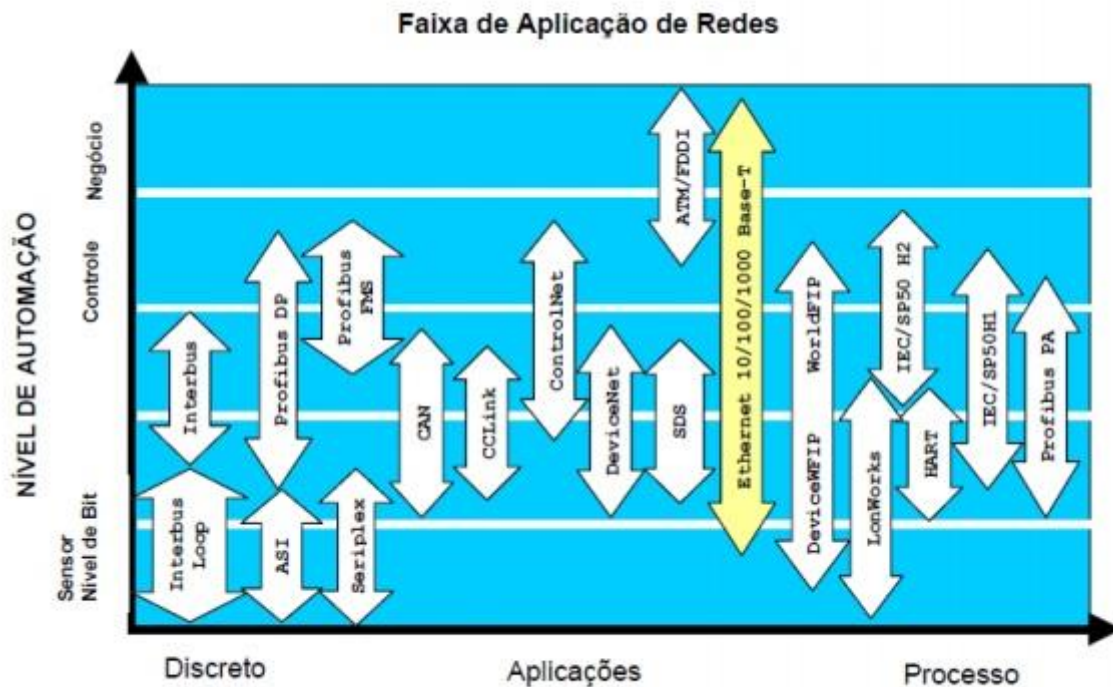 Faixa de Aplicação de Redes
NÍVEL DE AUTOMAÇÃO
Negócio
Controle
Sensor
Nível de Bit
Interbus
Interbus
Loop
Profibus DP
ASI
Profibus
FMS
Seriplex
CAN
CCLink
ControlNet
DeviceNet
ATM/FDDI
SDS
Ethernet 10/100/1000 Base-T
DeviceWFIP WorldFIP
LonWorks
IEC/SP50 H2
HART
IEC/SP50H1
Profibus PA
Discreto
Aplicações
Processo